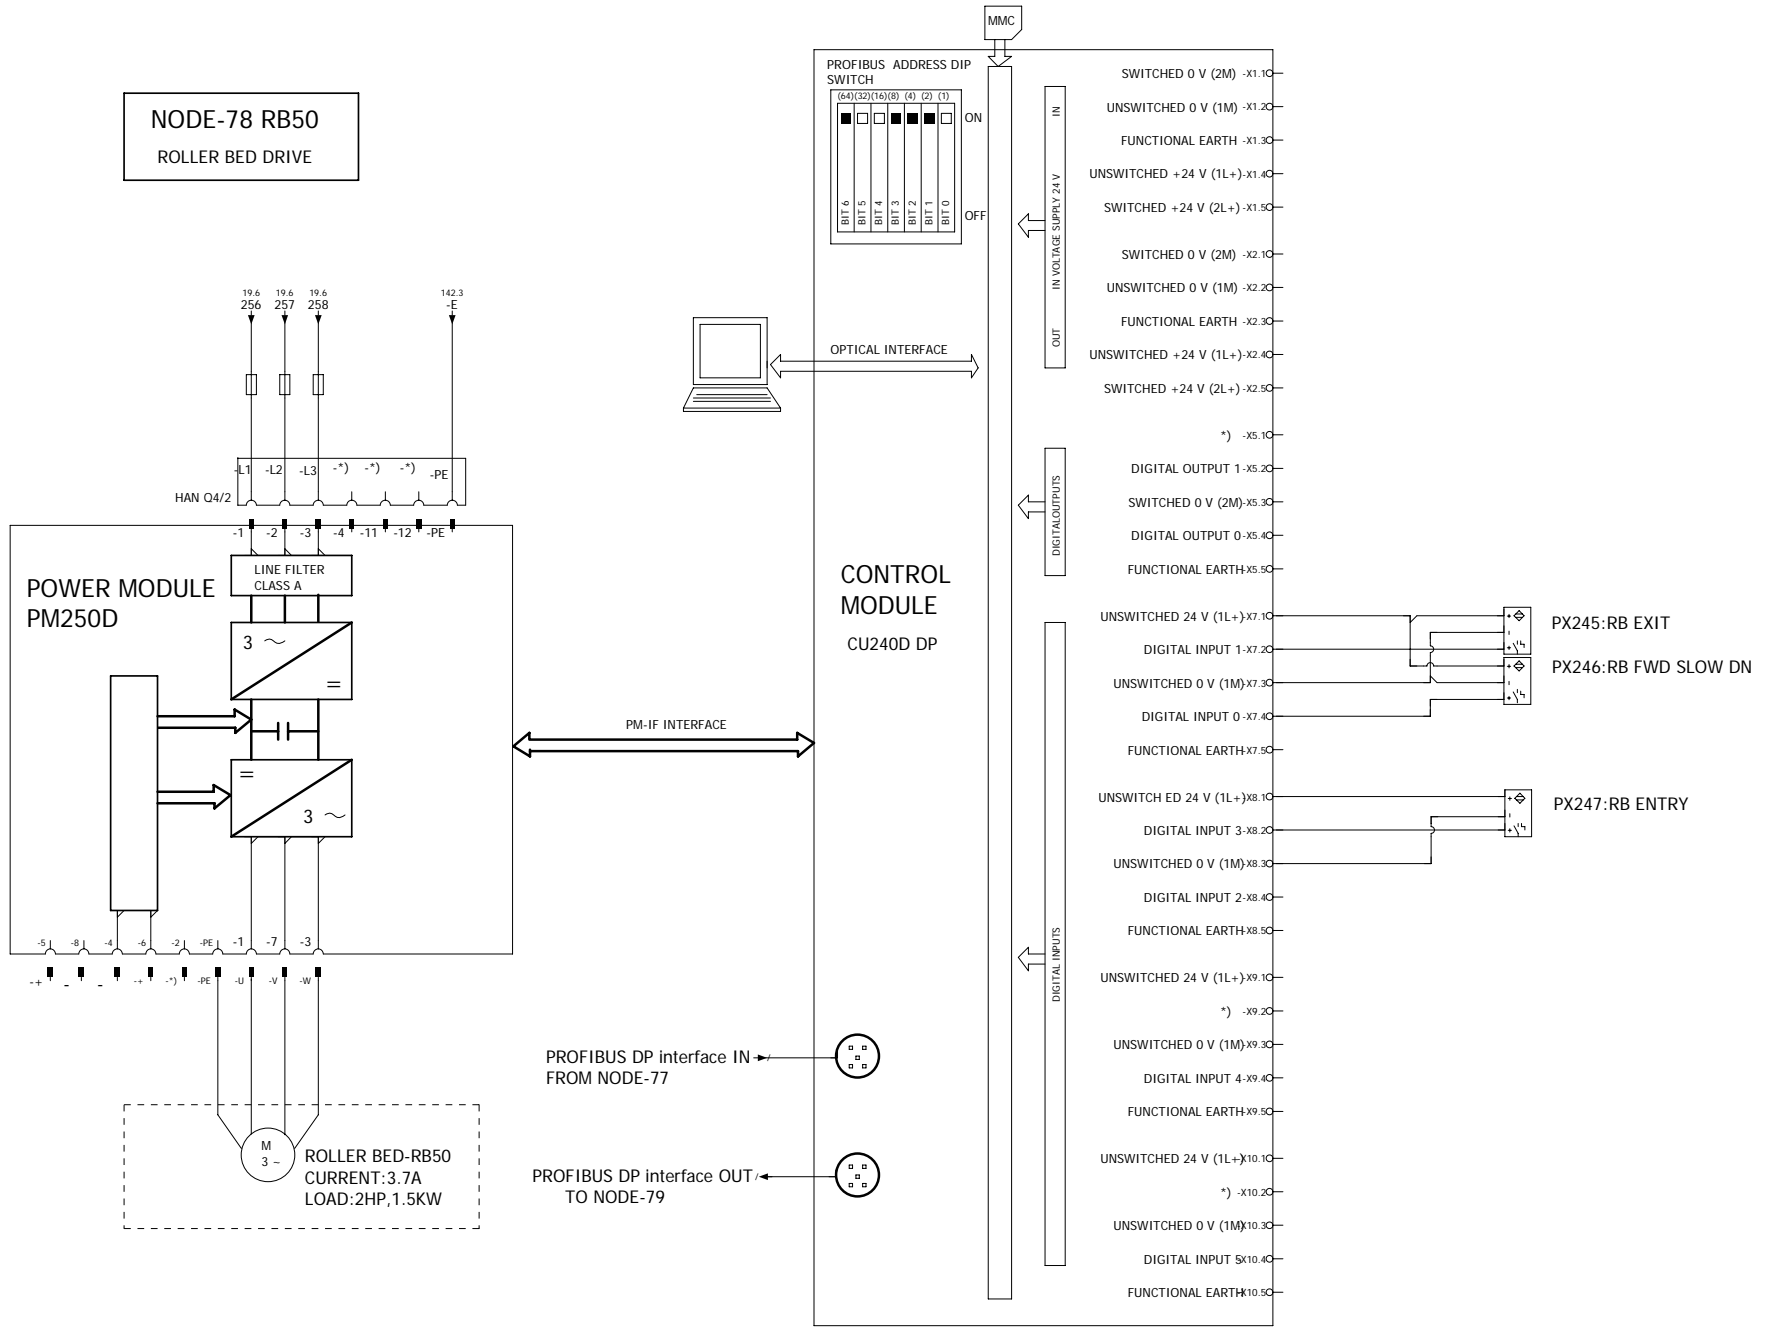 MMC
PROFIBUS ADDRESS DIP
SWITCH
(64)(32)(16)(8) (4) (2) (1)
ON
OFF
BIT 6
BIT 5
BIT 4
BIT 3
BIT 2
BIT 1
BIT 0
NODE-78 RB50
ROLLER BED DRIVE
19.6
256
19.6
257
19.6
258
142.3
-E
-L1 -L2 -L3 -*) -*) -*) -PE
HAN Q4/2
-1 -2 -3 -4 -11 -12 -PE
POWER MODULE
PM250D
LINE FILTER
CLASS A
3 ~
=
=
3 ~
-5 -8 -4 -6 -2 -PE -1 -7 -3
-+ - - -+ -*) -PE -U -V -W
M
3 ~
ROLLER BED-RB50
CURRENT:3.7A
LOAD:2HP,1.5KW
OPTICAL INTERFACE
PM-IF INTERFACE
CONTROL
MODULE
CU240D DP
PROFIBUS DP interface IN
FROM NODE-77
PROFIBUS DP interface OUT
TO NODE-79
IN
IN VOLTAGE SUPPLY 24 V
OUT
DIGITALOUTPUTS
DIGITAL INPUTS
SWITCHED 0 V (2M) -X1.1
UNSWITCHED 0 V (1M) -X1.2
FUNCTIONAL EARTH -X1.3
UNSWITCHED +24 V (1L+) -X1.4
SWITCHED +24 V (2L+) -X1.5
SWITCHED 0 V (2M) -X2.1
UNSWITCHED 0 V (1M) -X2.2
FUNCTIONAL EARTH -X2.3
UNSWITCHED +24 V (1L+) -X2.4
SWITCHED +24 V (2L+) -X2.5
*) -X5.1
DIGITAL OUTPUT 1 -X5.2
SWITCHED 0 V (2M) -X5.3
DIGITAL OUTPUT 0 -X5.4
FUNCTIONAL EARTH -X5.5
UNSWITCHED 24 V (1L+) -X7.1
DIGITAL INPUT 1 -X7.2
UNSWITCHED 0 V (1M) -X7.3
DIGITAL INPUT 0 -X7.4
FUNCTIONAL EARTH -X7.5
UNSWITCH ED 24 V (1L+) -X8.1
DIGITAL INPUT 3 -X8.2
UNSWITCHED 0 V (1M) -X8.3
DIGITAL INPUT 2 -X8.4
FUNCTIONAL EARTH -X8.5
UNSWITCHED 24 V (1L+) -X9.1
*) -X9.2
UNSWITCHED 0 V (1M) -X9.3
DIGITAL INPUT 4 -X9.4
FUNCTIONAL EARTH -X9.5
UNSWITCHED 24 V (1L+) -X10.1
*) -X10.2
UNSWITCHED 0 V (1M) -X10.3
DIGITAL INPUT 5 -X10.4
FUNCTIONAL EARTH -X10.5
+
-
+
PX245:RB EXIT
+
-
+
PX246:RB FWD SLOW DN
+
-
+
PX247:RB ENTRY